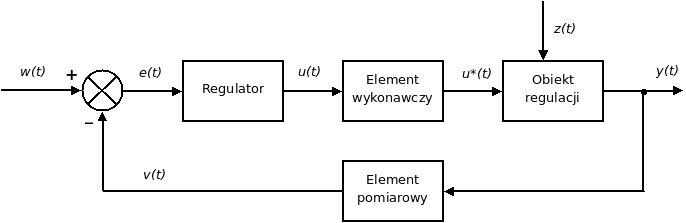 z(t)
w(t)
+
e(t)
Regulator
u(t)
Element
wykonawczy
u*(t)
Obiekt
regulacji
y(t)
−
v(t)
Element
pomiarowy